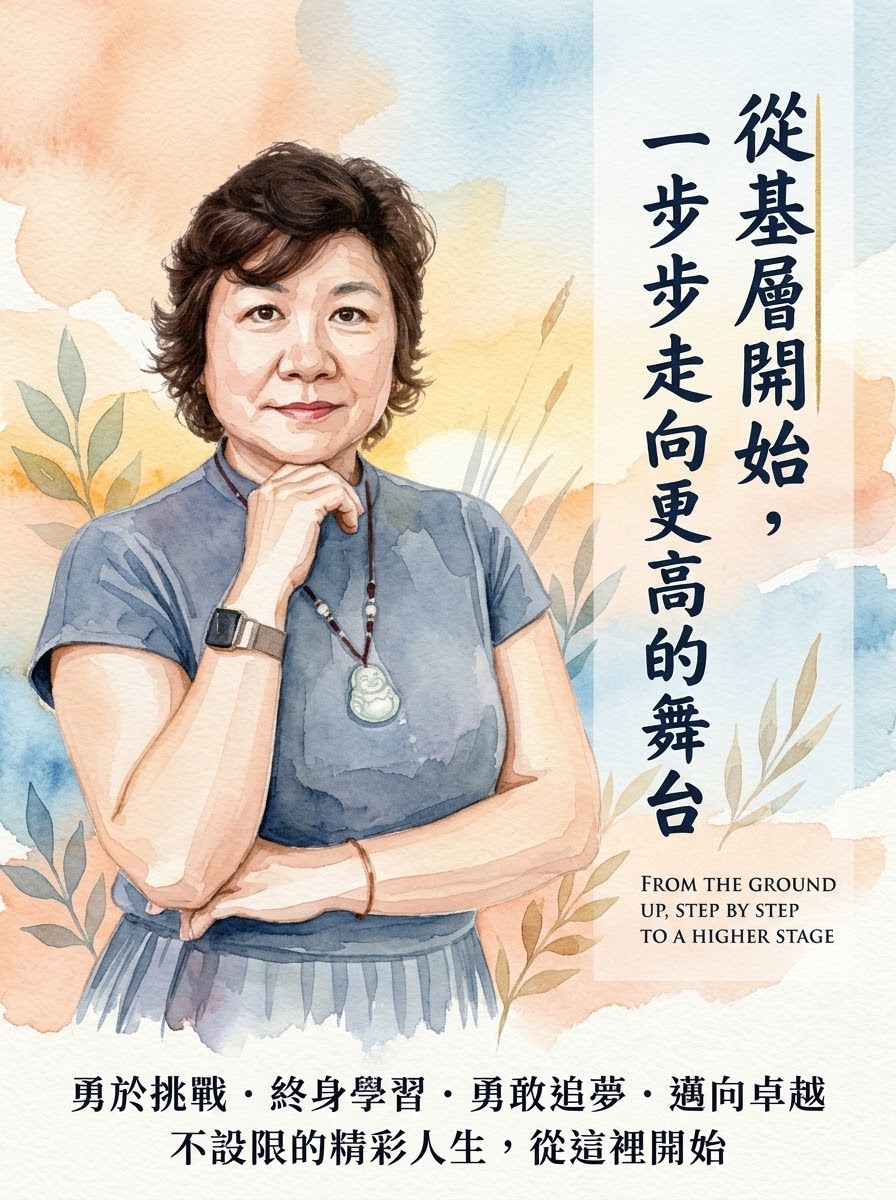 從基層開始，
一步步走向更高的舞台
FROM THE GROUND
UP, STEP BY STEP
TO A HIGHER STAGE
勇於挑戰・終身學習・勇敢追夢・邁向卓越
不設限的精彩人生，從這裡開始